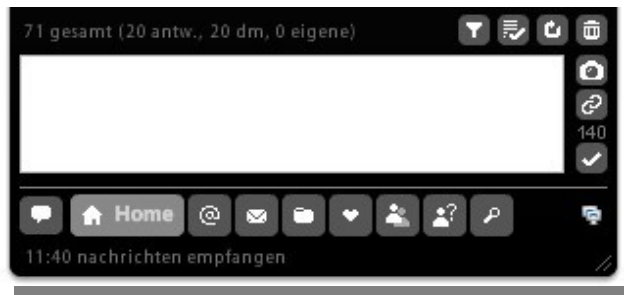 71 gesamt (20 antw., 20 dm, 0 eigene)
140
Home @ ?
11:40 nachrichten empfangen